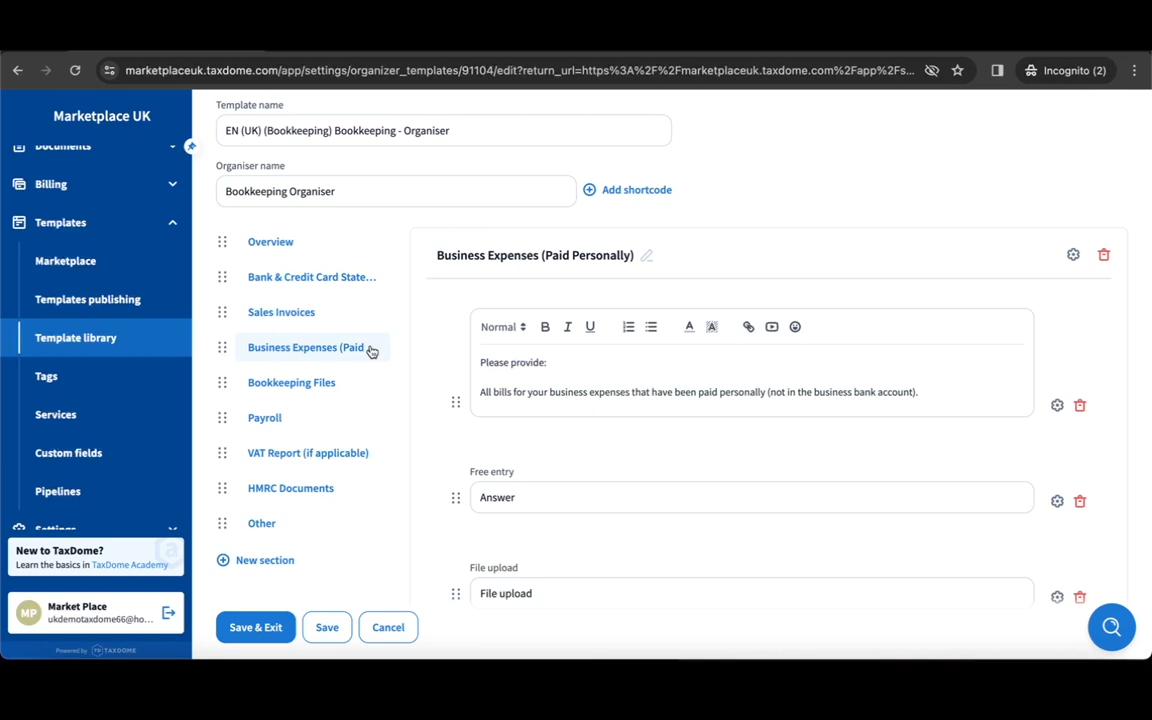 marketplaceuk.taxdome.com/app/settings/organizer_templates/91104/edit?return_url=https%3A%2F%2Fmarketplaceuk.taxdome.com%2Fapp%2Fs...
Incognito (2)
Marketplace UK
Documents
Billing
Templates
Marketplace
Templates publishing
Template library
Tags
Services
Custom fields
Pipelines
Settings
New to TaxDome?
Learn the basics in TaxDome Academy
MP
Market Place
ukdemotaxdome66@ho...
Powered by TD TAXDOME
Template name
EN (UK) (Bookkeeping) Bookkeeping - Organiser
Organiser name
Bookkeeping Organiser
Add shortcode
Overview
Bank & Credit Card State...
Sales Invoices
Business Expenses (Paid
Bookkeeping Files
Payroll
VAT Report (if applicable)
HMRC Documents
Other
New section
Save & Exit
Save
Cancel
Business Expenses (Paid Personally)
Normal B I U A A
Please provide:
All bills for your business expenses that have been paid personally (not in the business bank account).
Free entry
Answer
File upload
File upload